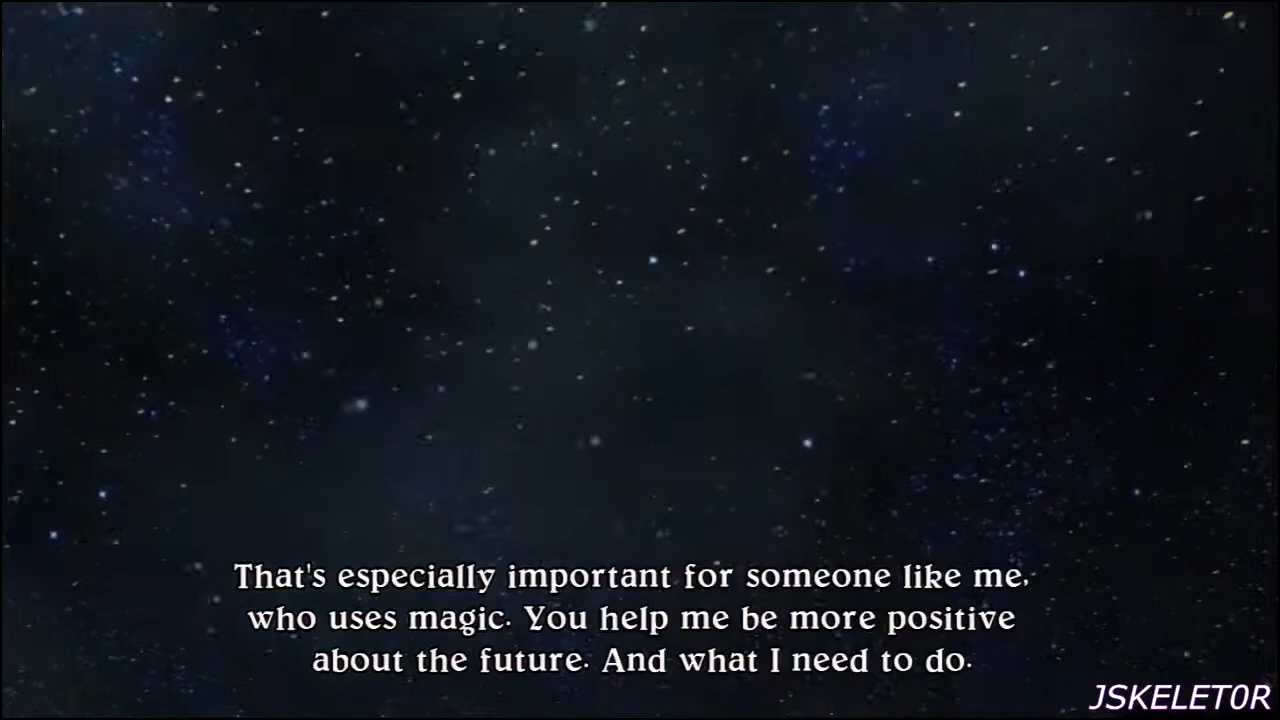 That's especially important for someone like me,
who uses magic. You help me be more positive
about the future. And what I need to do.
JSKELET0R